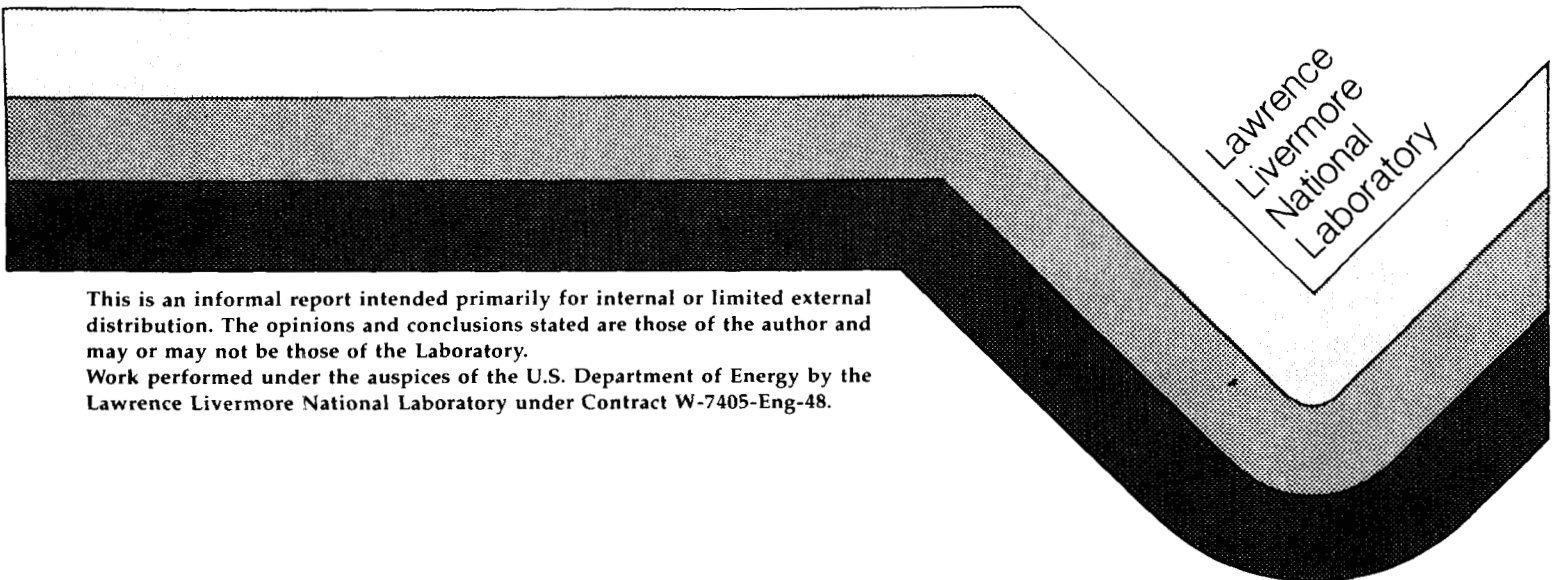 Lawrence
Livermore
National
Laboratory
This is an informal report intended primarily for internal or limited external
distribution. The opinions and conclusions stated are those of the author and
may or may not be those of the Laboratory.
Work performed under the auspices of the U.S. Department of Energy by the
Lawrence Livermore National Laboratory under Contract W-7405-Eng-48.